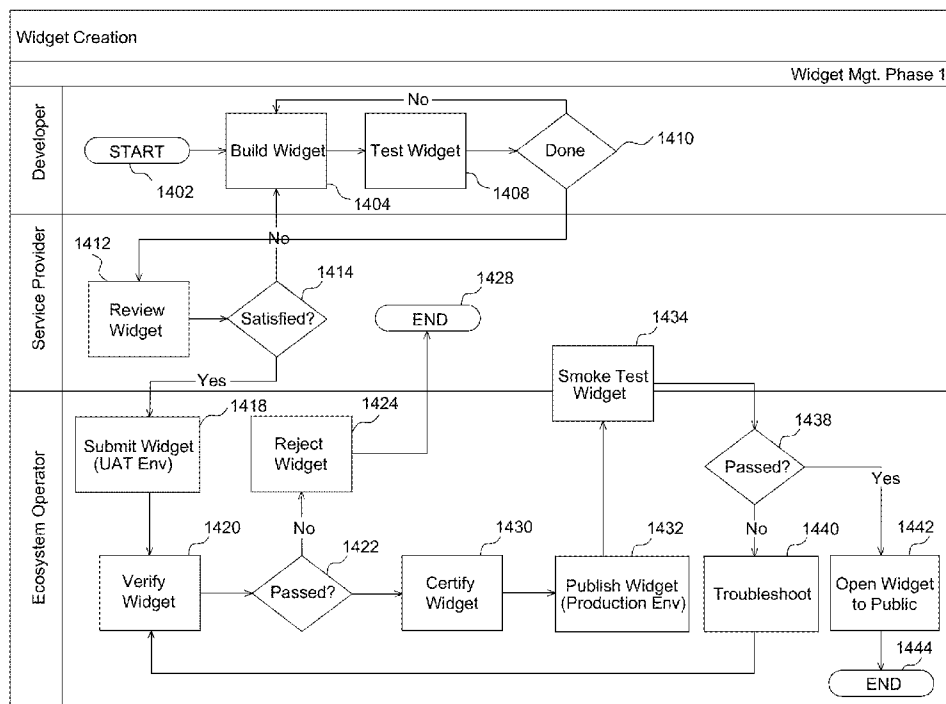 Widget Creation
Widget Mgt. Phase 1
Developer
No
START
1402
Build Widget
1404
Test Widget
1408
Done
1410
Service Provider
1412
Review
Widget
No
Satisfied?
1414
Yes
END
1428
Smoke Test
Widget
1434
Ecosystem Operator
Submit Widget
(UAT Env)
1418
Reject
Widget
1424
Passed?
1438
Yes
No
No
1420
Verify
Widget
Passed?
1422
1430
Certify
Widget
1432
Publish Widget
(Production Env)
1440
Troubleshoot
1442
Open Widget
to Public
1444
END